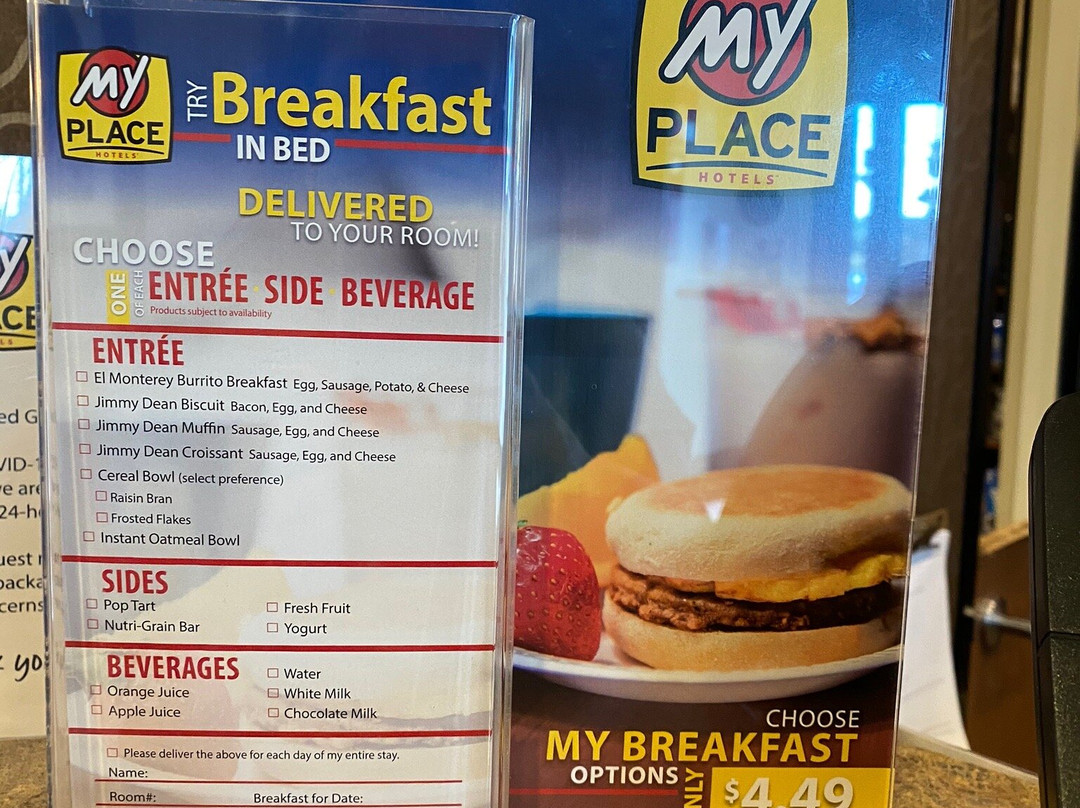 MY
PLACE
HOTELS
TRY Breakfast
IN BED
DELIVERED
TO YOUR ROOM!
CHOOSE
ONE OF EACH ENTRÉE · SIDE · BEVERAGE
Products subject to availability
ENTRÉE
El Monterey Burrito Breakfast Egg, Sausage, Potato, & Cheese
Jimmy Dean Biscuit Bacon, Egg, and Cheese
Jimmy Dean Muffin Sausage, Egg, and Cheese
Jimmy Dean Croissant Sausage, Egg, and Cheese
Cereal Bowl (select preference)
Raisin Bran
Frosted Flakes
Instant Oatmeal Bowl
SIDES
Pop Tart Fresh Fruit
Nutri-Grain Bar Yogurt
BEVERAGES Water
Orange Juice White Milk
Apple Juice Chocolate Milk
Please deliver the above for each day of my entire stay.
Name:
Room#: Breakfast for Date:
MY
PLACE
HOTELS
CHOOSE
MY BREAKFAST
OPTIONS
$4.49